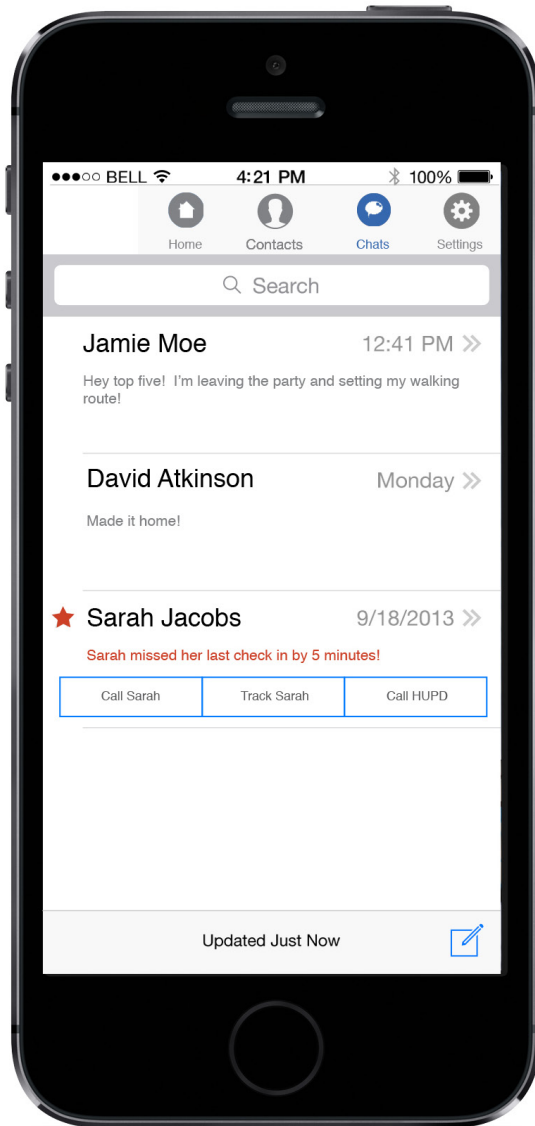 BELL 4:21 PM 100%
Home Contacts Chats Settings
Search
Jamie Moe 12:41 PM
Hey top five! I'm leaving the party and setting my walking
route!
David Atkinson Monday
Made it home!
Sarah Jacobs 9/18/2013
Sarah missed her last check in by 5 minutes!
Call Sarah Track Sarah Call HUPD
Updated Just Now